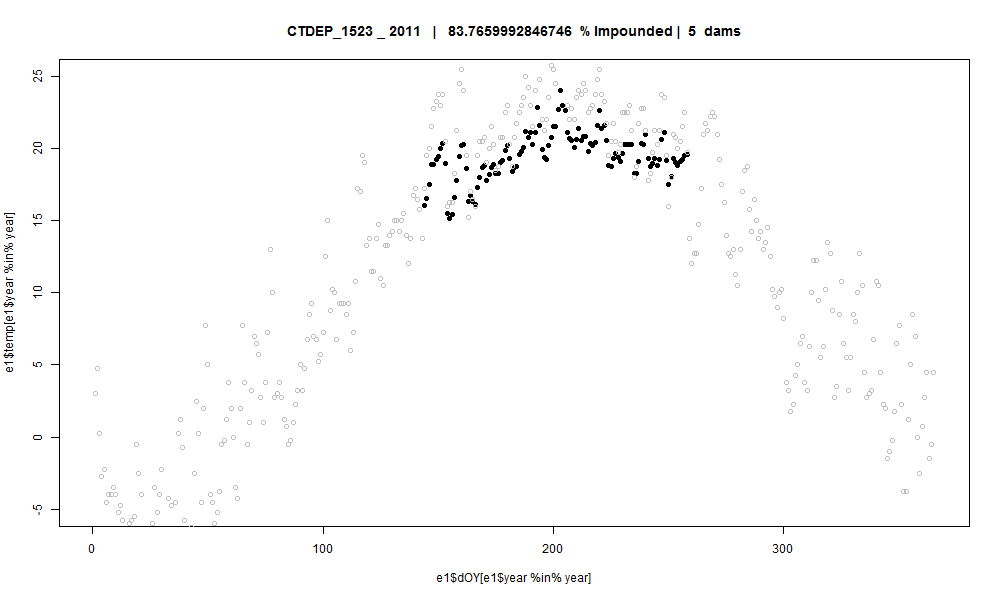 CTDEP_1523 _ 2011 | 83.7659992846746 % Impounded | 5 dams
e1$temp[e1$year %in% year]
25
20
15
10
5
0
-5
0 100 200 300
e1$dOY[e1$year %in% year]